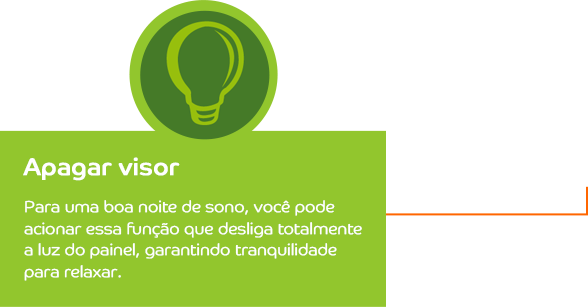 Apagar visor
Para uma boa noite de sono, você pode
acionar essa função que desliga totalmente
a luz do painel, garantindo tranquilidade
para relaxar.